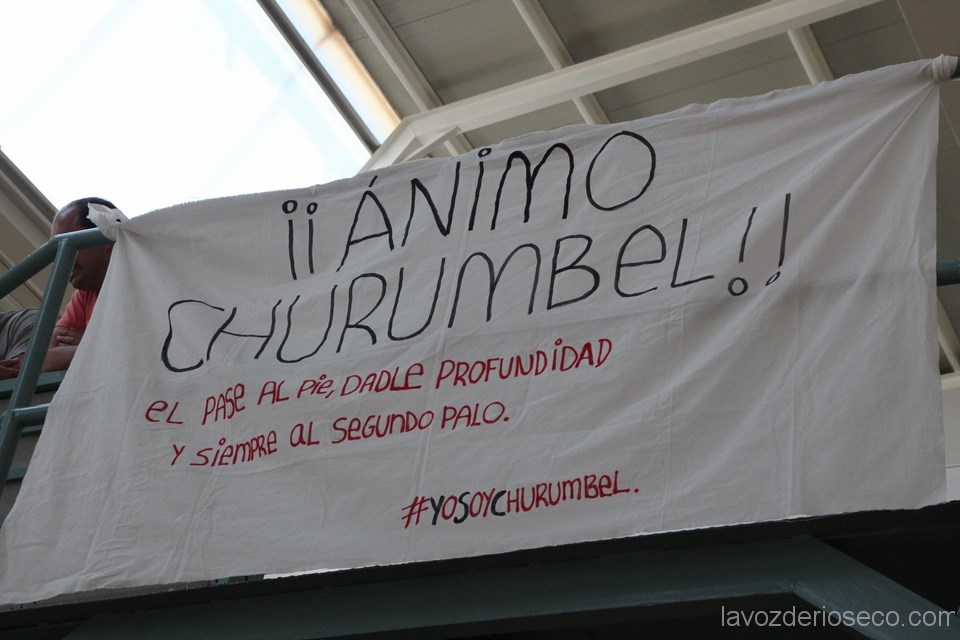 ¡¡ÁNiMO
CHURUMBEL!!
eL PASe AL Pie, DADLe PROFUNDiDAD
Y SiEMPRE aL SEGUNDO PALO.
#YOSOYCHURUMBeL.
lavozderioseco.com